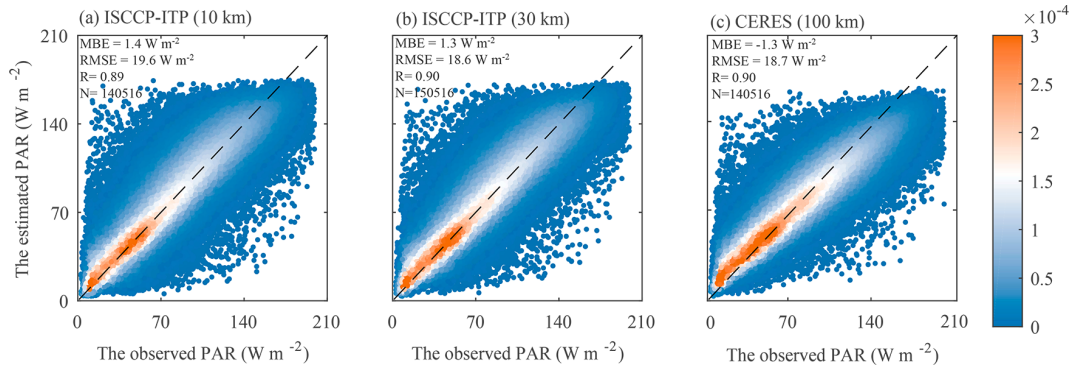 (a) ISCCP-ITP (10 km)
MBE = 1.4 W m-2
RMSE = 19.6 W m-2
R= 0.89
N= 140516
(b) ISCCP-ITP (30 km)
MBE = 1.3 W m-2
RMSE = 18.6 W m-2
R= 0.90
N=150516
(c) CERES (100 km)
MBE = -1.3 W m-2
RMSE = 18.7 W m-2
R= 0.90
N=140516
The estimated PAR (W m -2)
210
140
70
0
0 70 140 210
0 70 140 210
0 70 140 210
The observed PAR (W m -2)
The observed PAR (W m -2)
The observed PAR (W m -2)
×10-4
3
2.5
2
1.5
1
0.5
0